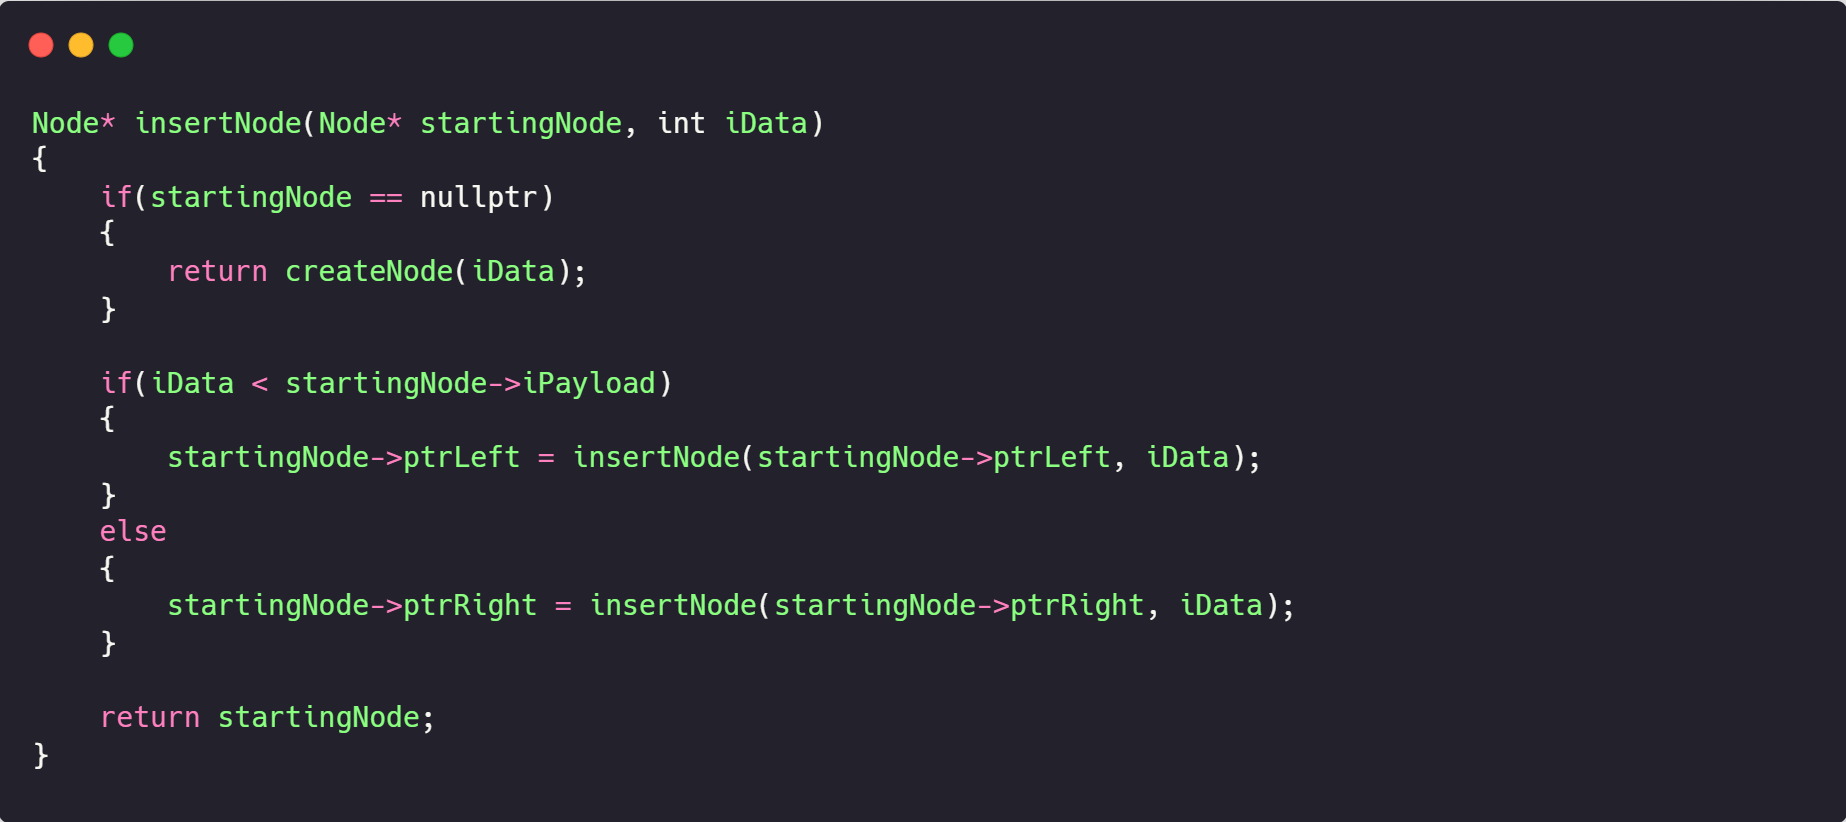 Node* insertNode(Node* startingNode, int iData)
{
    if(startingNode == nullptr)
    {
        return createNode(iData);
    }

    if(iData < startingNode->iPayload)
    {
        startingNode->ptrLeft = insertNode(startingNode->ptrLeft, iData);
    }
    else
    {
        startingNode->ptrRight = insertNode(startingNode->ptrRight, iData);
    }

    return startingNode;
}